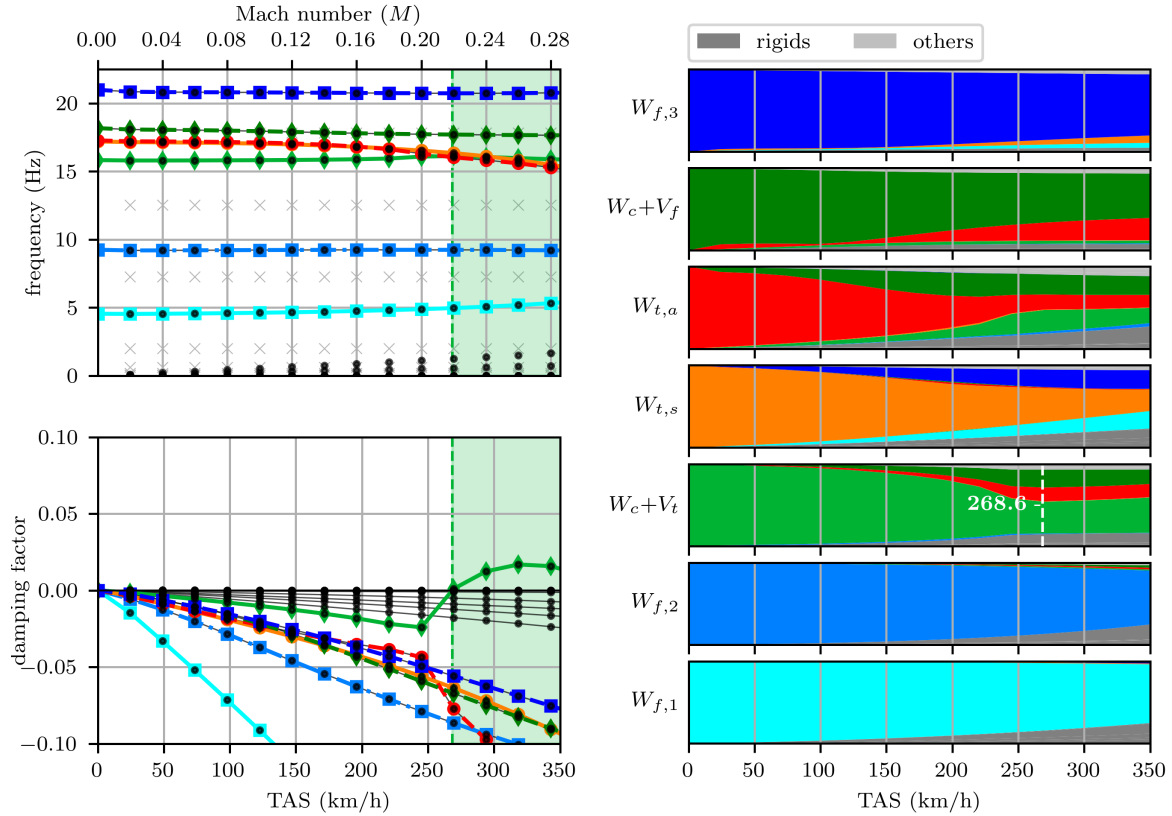 Mach number (M)
0.00 0.04 0.08 0.12 0.16 0.20 0.24 0.28
frequency (Hz)
20
15
10
5
0
damping factor
0.10
0.05
0.00
−0.05
−0.10
0 50 100 150 200 250 300 350
TAS (km/h)
rigids others
W_{f,3}
W_c+V_f
W_{t,a}
W_{t,s}
W_c+V_t
268.6
W_{f,2}
W_{f,1}
0 50 100 150 200 250 300 350
TAS (km/h)